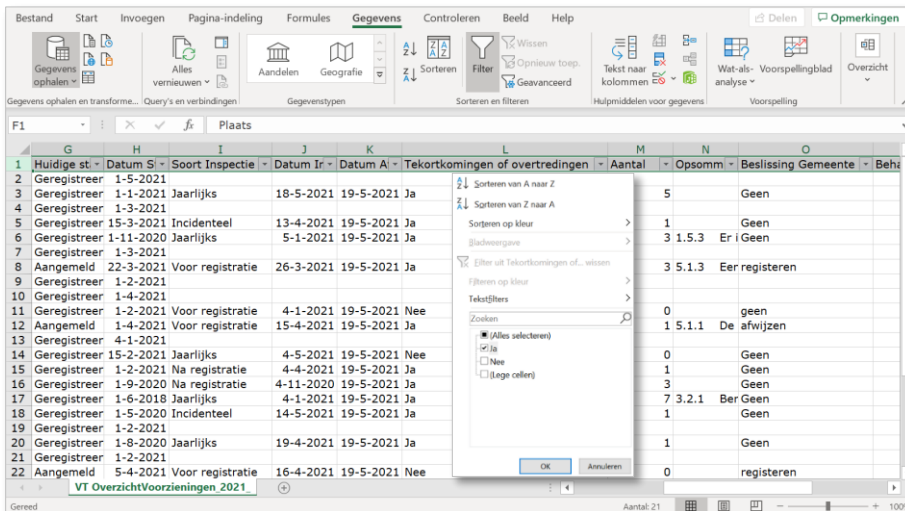 Bestand Start Invoegen Pagina-indeling Formules Gegevens Controleren Beeld Help Delen Opmerkingen
Gegevens ophalen
Alles vernieuwen
Aandelen Geografie
Sorteren
Filter
Wissen
Opnieuw toep.
Geavanceerd
Tekst naar kolommen
Wat-als-analyse
Voorspellingblad
Overzicht
Gegevens ophalen en transforme... Query's en verbindingen Gegevenstypen Sorteren en filteren Hulpmiddelen voor gegevens Voorspelling
F1 fx Plaats
G H I J K L M N O
1 Huidige st Datum S Soort Inspectie Datum Ir Datum A Tekortkomingen of overtredingen Aantal Opsomm Beslissing Gemeente Beha
2 Geregistreer 1-5-2021
3 Geregistreer 1-1-2021 Jaarlijks 18-5-2021 19-5-2021 Ja 5 Geen
4 Geregistreer 1-3-2021
5 Geregistreer 15-3-2021 Incidenteel 13-4-2021 19-5-2021 Ja 1 Geen
6 Geregistreer 1-11-2020 Jaarlijks 5-1-2021 19-5-2021 Ja 3 1.5.3 Er i Geen
7 Geregistreer 1-3-2021
8 Aangemeld 22-3-2021 Voor registratie 26-3-2021 19-5-2021 Ja 3 5.1.3 Eer registeren
9 Geregistreer 1-2-2021
10 Geregistreer 1-4-2021
11 Geregistreer 1-2-2021 Voor registratie 4-1-2021 19-5-2021 Nee 0 geen
12 Aangemeld 1-4-2021 Voor registratie 15-4-2021 19-5-2021 Ja 1 5.1.1 De afwijzen
13 Geregistreer 4-1-2021
14 Geregistreer 15-2-2021 Jaarlijks 4-5-2021 19-5-2021 Nee 0 Geen
15 Geregistreer 1-2-2021 Na registratie 4-4-2021 19-5-2021 Ja 1 Geen
16 Geregistreer 1-9-2020 Na registratie 4-11-2020 19-5-2021 Ja 3 Geen
17 Geregistreer 1-6-2018 Jaarlijks 4-1-2021 19-5-2021 Ja 7 3.2.1 Ber Geen
18 Geregistreer 1-5-2020 Incidenteel 14-5-2021 19-5-2021 Ja 1 Geen
19 Geregistreer 1-2-2021
20 Geregistreer 1-8-2020 Jaarlijks 19-4-2021 19-5-2021 Ja 1 Geen
21 Geregistreer 1-2-2021
22 Aangemeld 5-4-2021 Voor registratie 16-4-2021 19-5-2021 Nee 0 registeren
Sorteren van A naar Z
Sorteren van Z naar A
Sorteren op kleur
Bladweergave
Filter uit Tekortkomingen of... wissen
Filteren op kleur
Tekstfilters
Zoeken
(Alles selecteren)
Ja
Nee
(Lege cellen)
OK Annuleren
VT OverzichtVoorzieningen_2021_
Gereed Aantal: 21 100